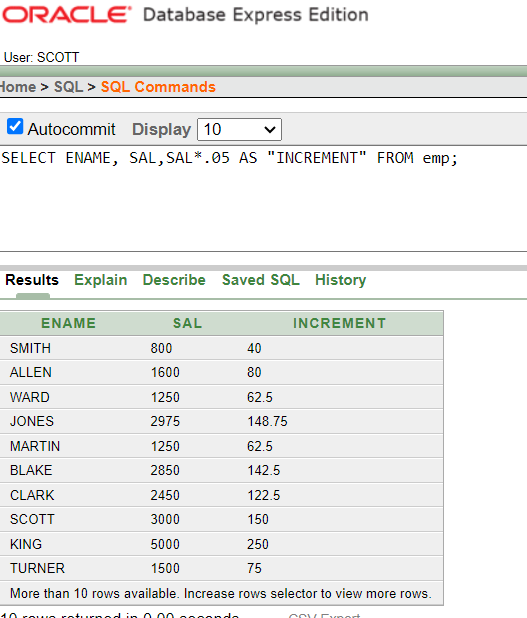 ORACLE Database Express Edition
User: SCOTT
Home > SQL > SQL Commands
Autocommit Display 10
SELECT ENAME, SAL,SAL*.05 AS "INCREMENT" FROM emp;
Results Explain Describe Saved SQL History
ENAME SAL INCREMENT
SMITH 800 40
ALLEN 1600 80
WARD 1250 62.5
JONES 2975 148.75
MARTIN 1250 62.5
BLAKE 2850 142.5
CLARK 2450 122.5
SCOTT 3000 150
KING 5000 250
TURNER 1500 75
More than 10 rows available. Increase rows selector to view more rows.
10 rows returned in 0.00 seconds CSV Export